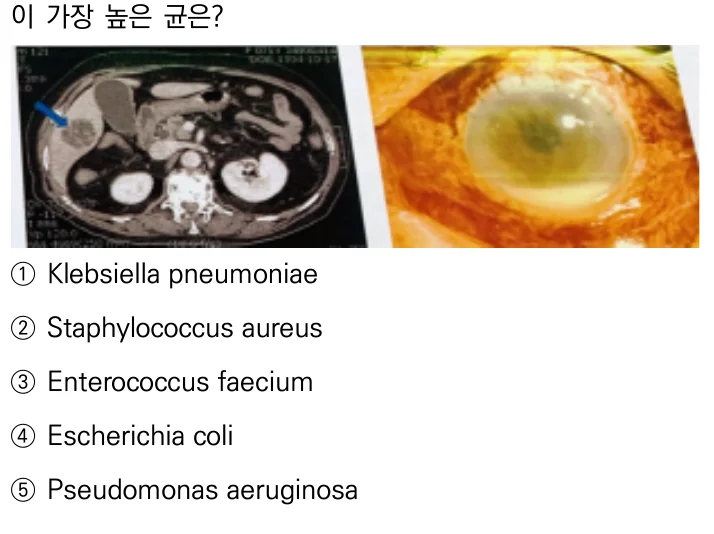 이 가장 높은 균은?
① Klebsiella pneumoniae
② Staphylococcus aureus
③ Enterococcus faecium
④ Escherichia coli
⑤ Pseudomonas aeruginosa